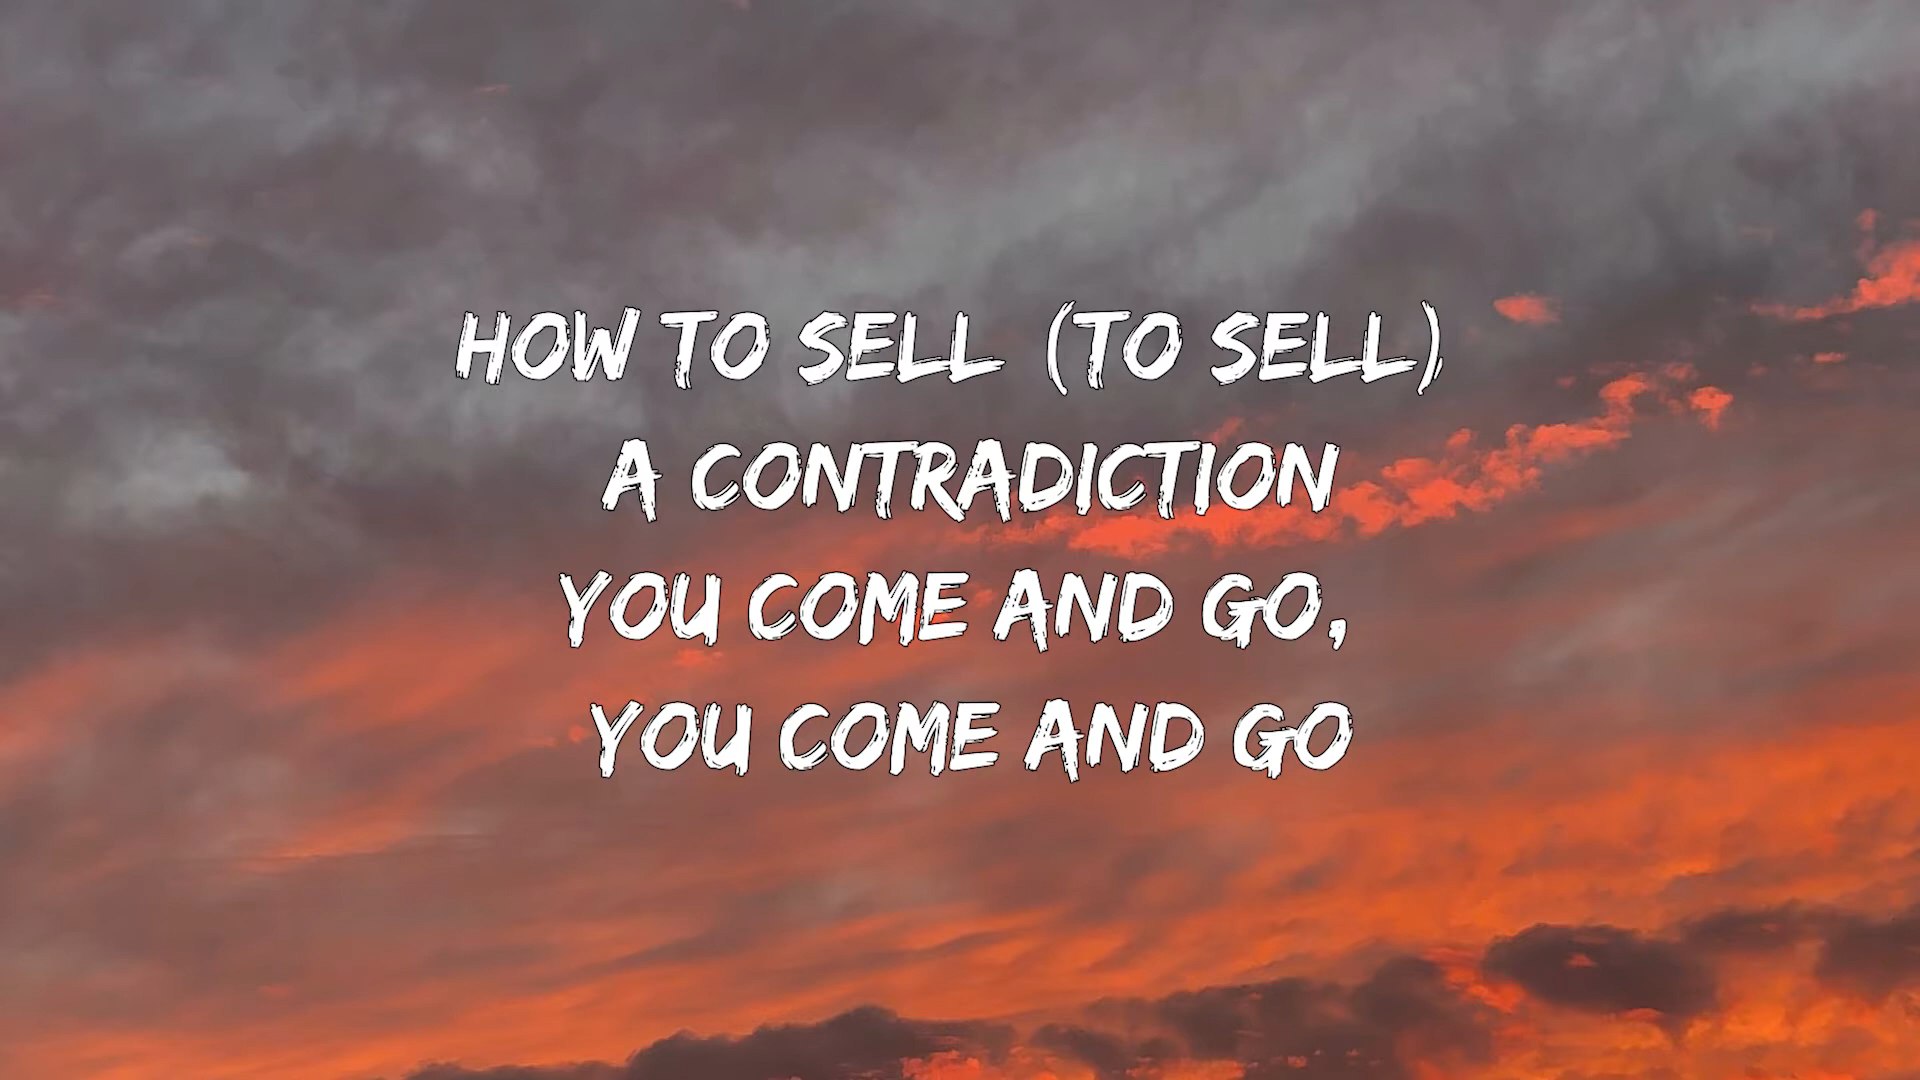 HOW TO SELL (TO SELL)
A CONTRADICTION
YOU COME AND GO,
YOU COME AND GO